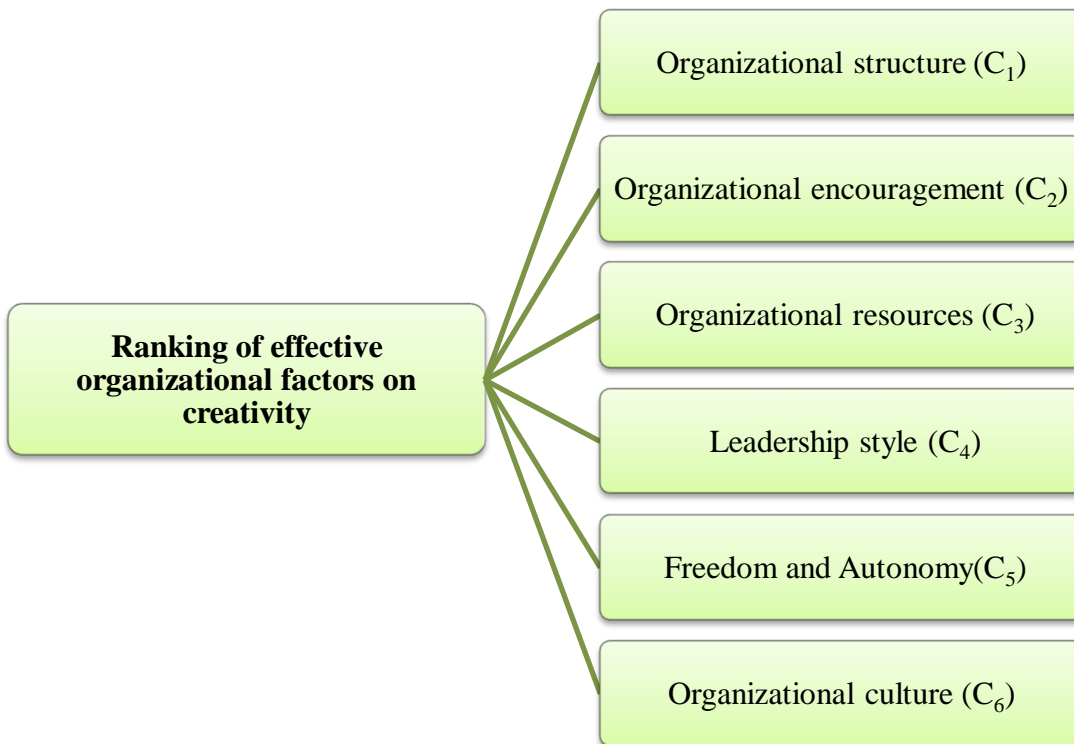 Organizational structure (C₁)
Organizational encouragement (C₂)
Organizational resources (C₃)
Ranking of effective
organizational factors on
creativity
Leadership style (C₄)
Freedom and Autonomy(C₅)
Organizational culture (C₆)